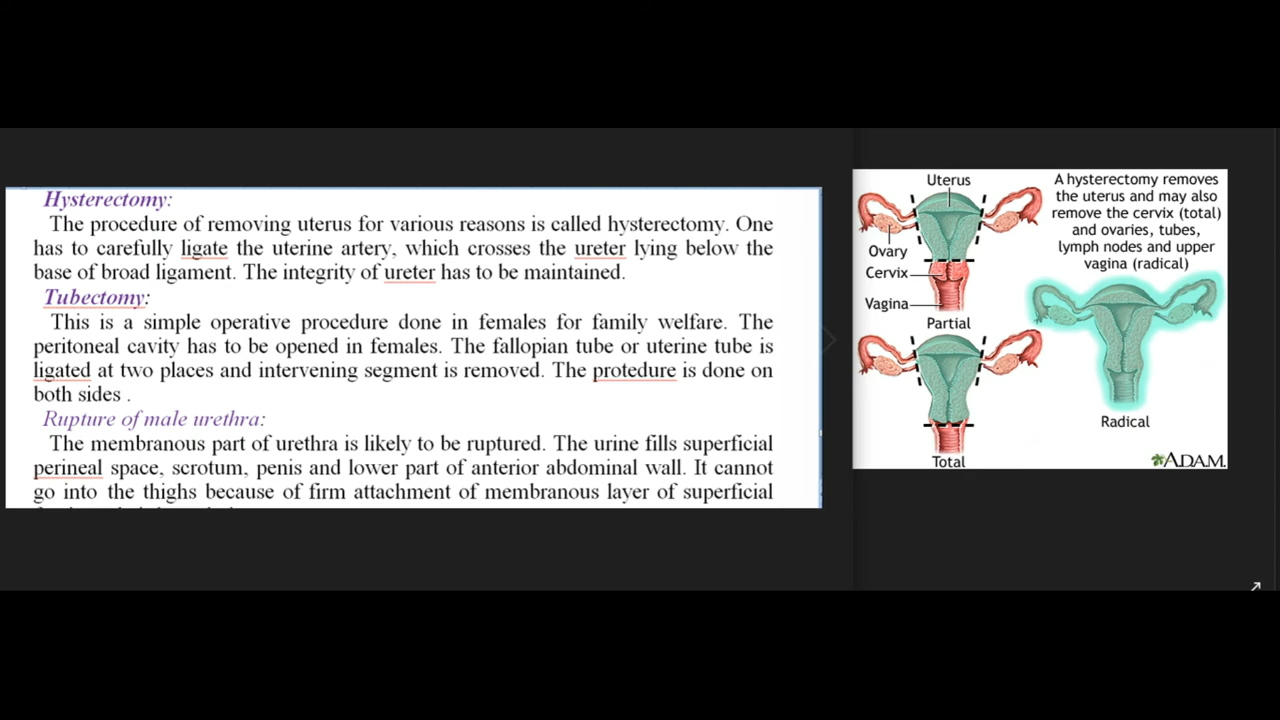 Hysterectomy:
The procedure of removing uterus for various reasons is called hysterectomy. One
has to carefully ligate the uterine artery, which crosses the ureter lying below the
base of broad ligament. The integrity of ureter has to be maintained.
Tubectomy:
This is a simple operative procedure done in females for family welfare. The
peritoneal cavity has to be opened in females. The fallopian tube or uterine tube is
ligated at two places and intervening segment is removed. The protedure is done on
both sides .
Rupture of male urethra:
The membranous part of urethra is likely to be ruptured. The urine fills superficial
perineal space, scrotum, penis and lower part of anterior abdominal wall. It cannot
go into the thighs because of firm attachment of membranous layer of superficial
Uterus
Ovary
Cervix
Vagina
Partial
Total
A hysterectomy removes
the uterus and may also
remove the cervix (total)
and ovaries, tubes,
lymph nodes and upper
vagina (radical)
Radical
A.D.A.M.